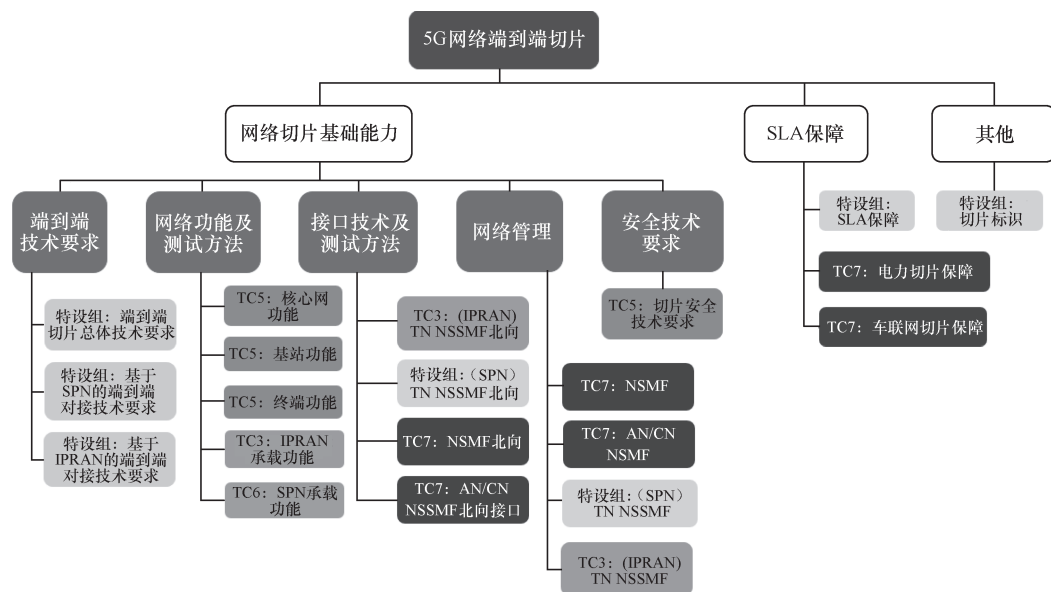 5G网络端到端切片
网络切片基础能力
SLA保障
其他
端到端
技术要求
网络功能及
测试方法
接口技术及
测试方法
网络管理
安全技术
要求
特设组:
SLA保障
特设组:
切片标识
TC7：电力切片保障
TC7：车联网切片保障
特设组：端到端
切片总体技术要求
特设组：基于
SPN的端到端
对接技术要求
特设组：基于
IPRAN的端到端
对接技术要求
TC5：核心网
功能
TC5：基站功能
TC5：终端功能
TC3：IPRAN
承载功能
TC6：SPN承载
功能
TC3：(IPRAN)
TN NSSMF北向
特设组:（SPN）
TN NSSMF北向
TC7：NSMF北向
TC7：AN/CN
NSSMF北向接口
TC7：NSMF
TC7：AN/CN
NSMF
特设组:（SPN）
TN NSSMF
TC3：(IPRAN)
TN NSSMF
TC5：切片安全
技术要求